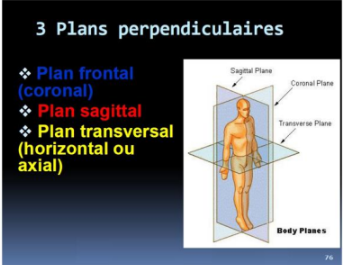 3 Plans perpendiculaires
❖ Plan frontal
(coronal)
❖ Plan sagittal
❖ Plan transversal
(horizontal ou
axial)
Sagittal Plane
Coronal Plane
Transverse Plane
Body Planes
76